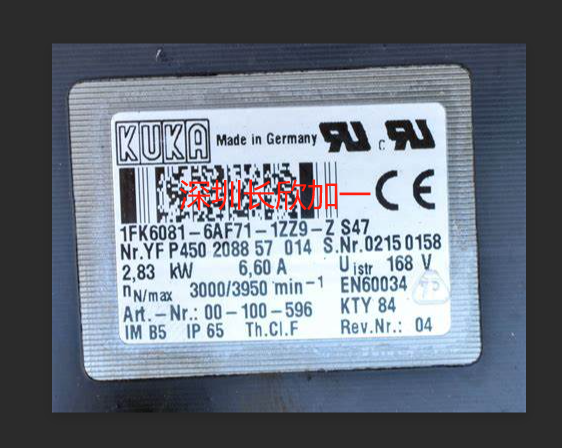 KUKA Made in Germany
深圳长欣加一 CE
1FK6081-6AF71-1ZZ9-Z S47
Nr.YF P450 2088 57 014 S.Nr.0215 0158
2,83 kW 6,60 A U istr 168 V
nN/max 3000/3950 min-1 EN60034
Art.-Nr.: 00-100-596 KTY 84
IM B5 IP 65 Th.Cl.F Rev.Nr.: 04